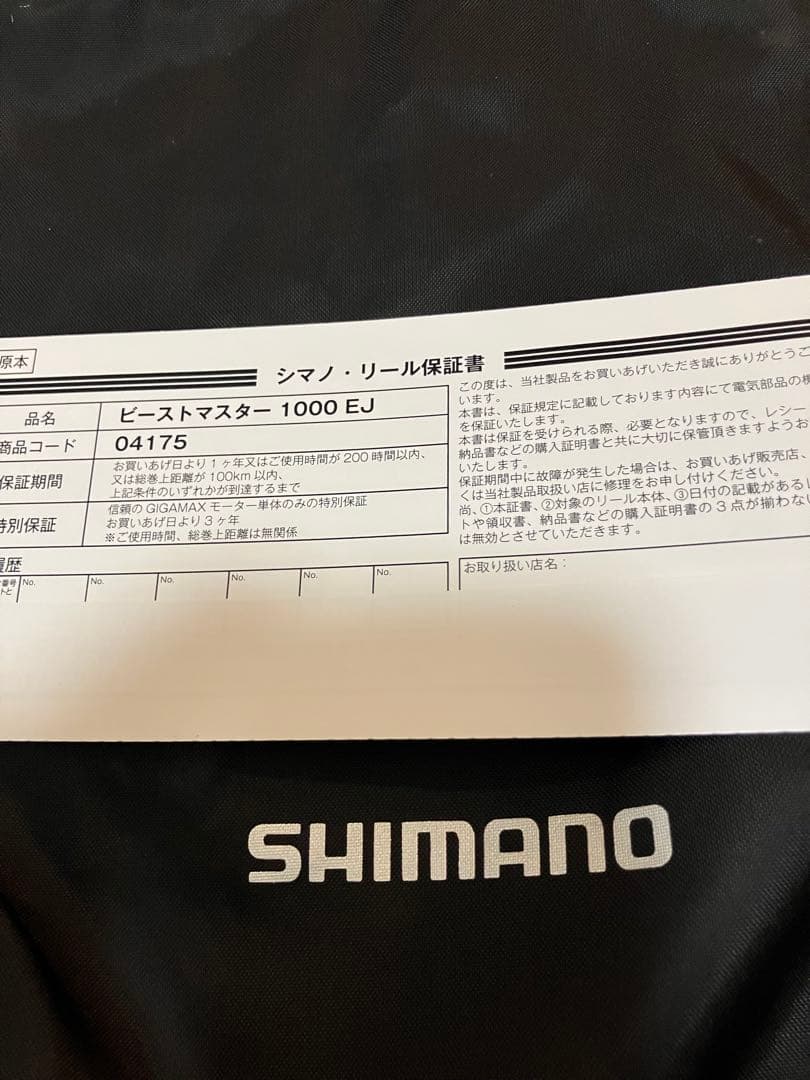 原本
シマノ・リール保証書
品名 ビーストマスター 1000 EJ
商品コード 04175
保証期間 お買いあげ日より1ヶ年又はご使用時間が200時間以内、
又は総巻上距離が100km以内、
上記条件のいずれかが到達するまで
特別保証 信頼のGIGAMAXモーター単体のみの特別保証
お買いあげ日より3ヶ年
※ご使用時間、総巻上距離は無関係
履歴
番号 No. No. No. No. No. No.
トと
この度は、当社製品をお買いあげいただき誠にありがとうご
います。
本書は、保証規定に記載しております内容にて電気部品の機
を保証いたします。
本書は保証を受けられる際、必要となりますので、レシー
納品書などの購入証明書と共に大切に保管頂きますようお
いたします。
保証期間中に故障が発生した場合は、お買いあげ販売店、
くは当社製品取扱い店に修理をお申し付けください。
尚、①本証書、②対象のリール本体、③日付の記載があるレ
トや領収書、納品書などの購入証明書の3点が揃わない
は無効とさせていただきます。
お取り扱い店名：
SHIMANO